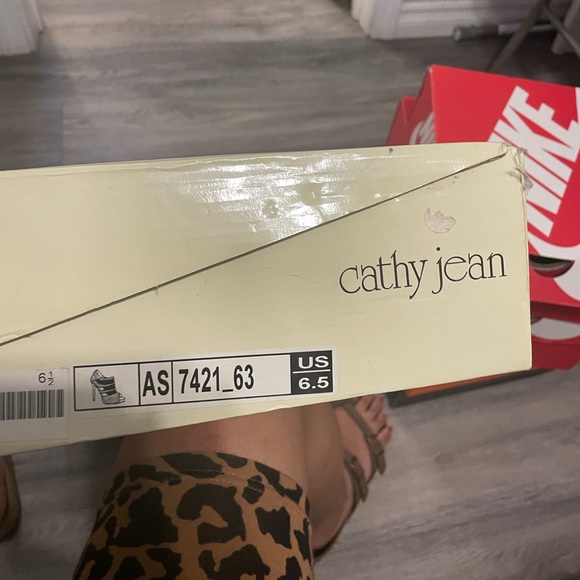 NIKE
cathy jean
6½
AS 7421_63 US 6.5